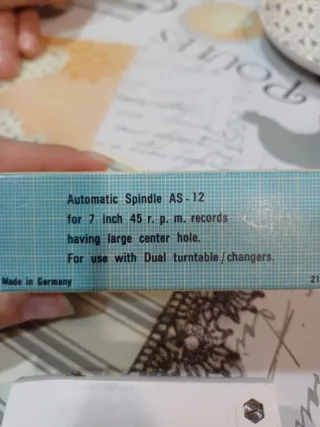 Automatic Spindle AS-12
for 7 inch 45 r. p. m. records
having large center hole.
For use with Dual turntable/changers.
Made in Germany
21